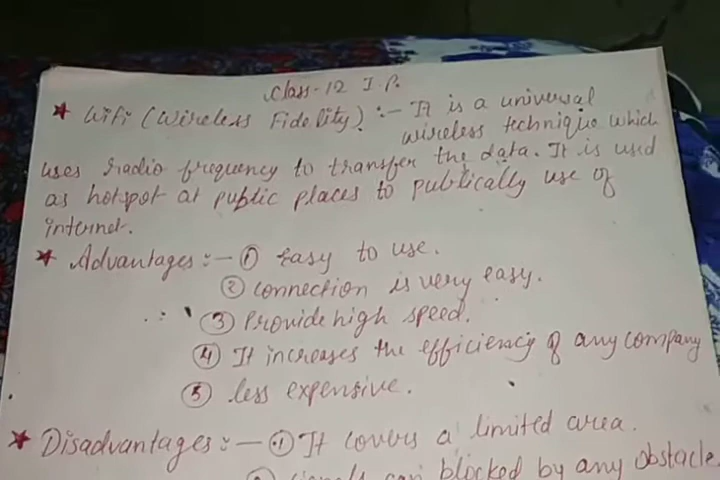 Class-12 I.P.
★ WiFi (Wireless Fidelity) :- It is a universal
wireless technique which
uses radio frequency to transfer the data. It is used
as hotspot at public places to publically use of
internet.
★ Advantages :- ① Easy to use.
② connection is very easy.
③ Provide high speed.
④ It increases the efficiency of any company
⑤ less expensive.
★ Disadvantages :- ① It covers a limited area.
② signals can blocked by any obstacle.